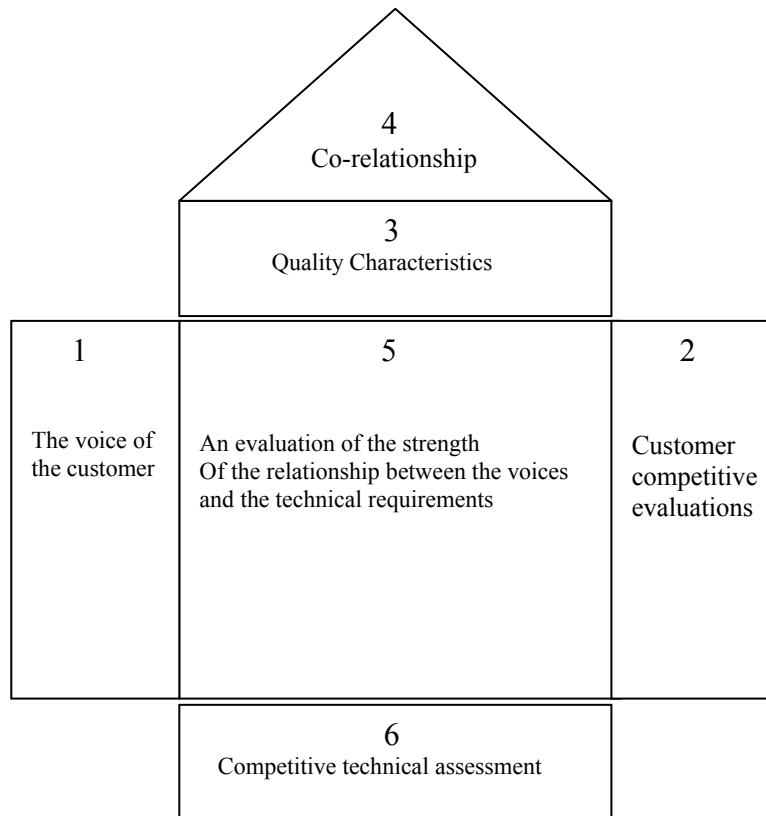 4
Co-relationship
3
Quality Characteristics
1
The voice of
the customer
5
An evaluation of the strength
Of the relationship between the voices
and the technical requirements
2
Customer
competitive
evaluations
6
Competitive technical assessment